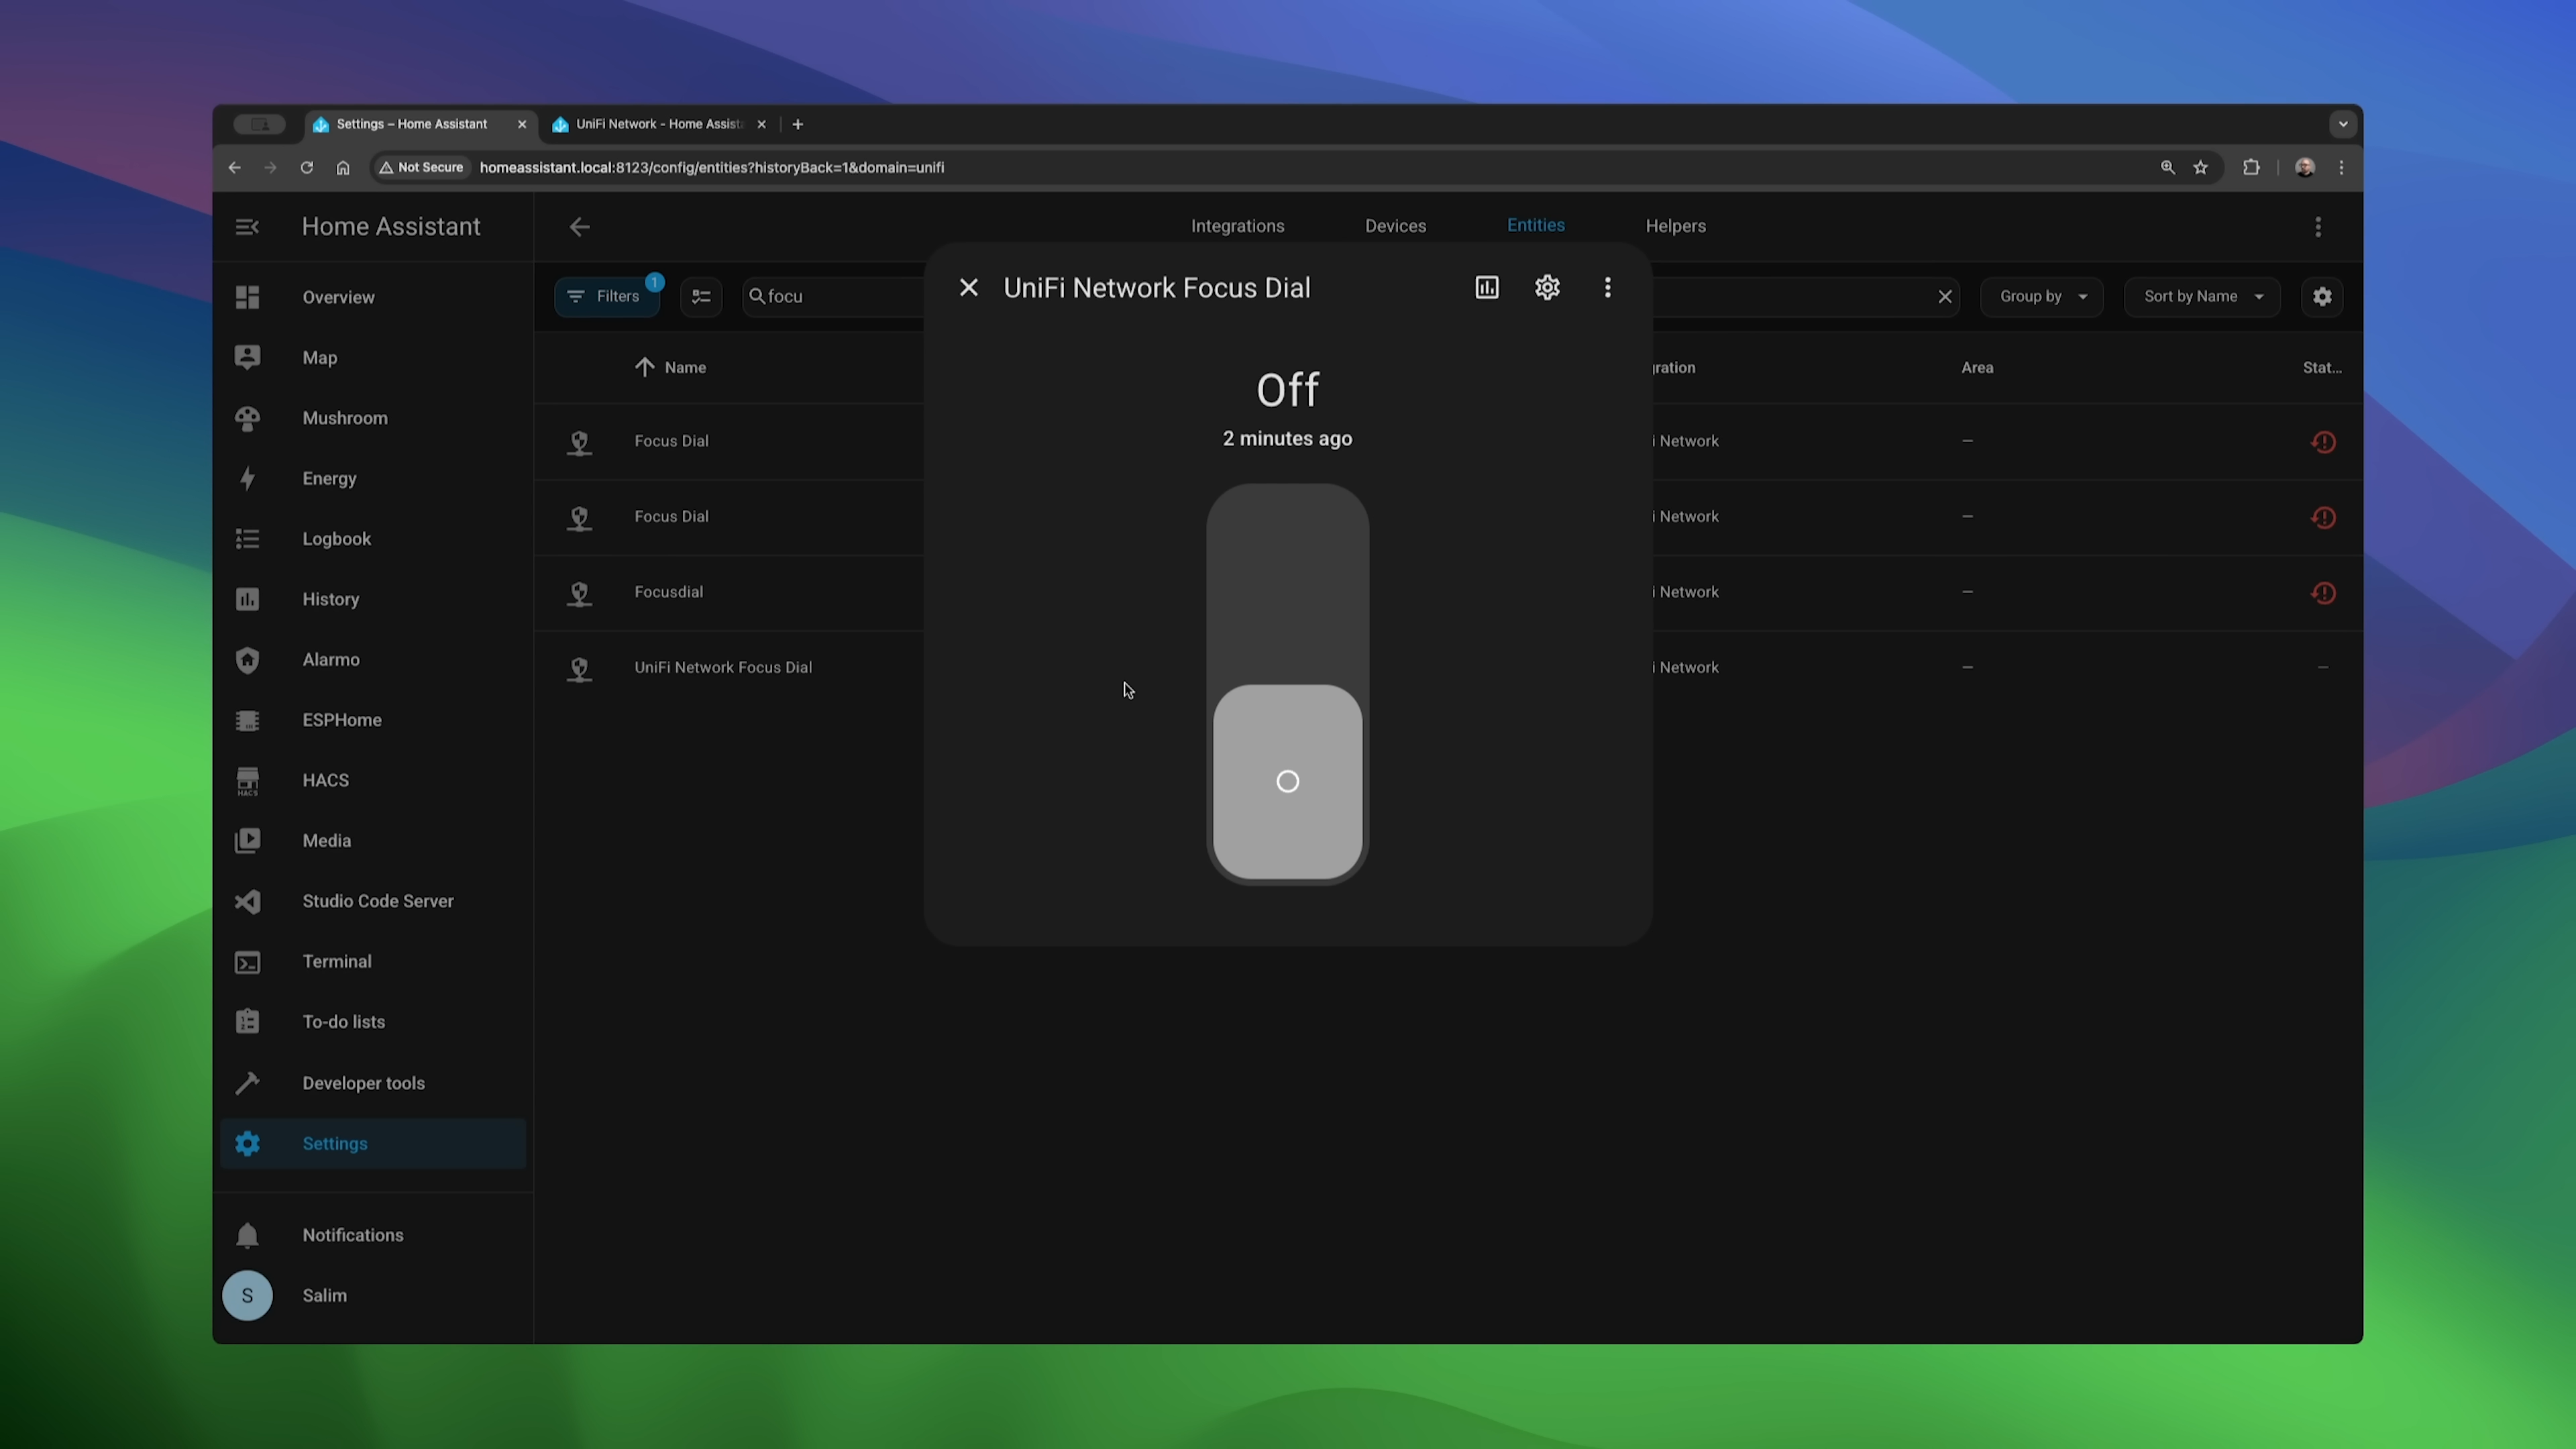 Settings – Home Assistant
UniFi Network - Home Assist
Not Secure
homeassistant.local:8123/config/entities?historyBack=1&domain=unifi
Home Assistant
Integrations
Devices
Entities
Helpers
Filters
1
focu
Group by
Sort by Name
UniFi Network Focus Dial
Off
2 minutes ago
Name
gration
Area
Stat...
Focus Dial
i Network
—
Focus Dial
i Network
—
Focusdial
i Network
—
UniFi Network Focus Dial
i Network
—
—
Overview
Map
Mushroom
Energy
Logbook
History
Alarmo
ESPHome
HACS
HACS
Media
Studio Code Server
Terminal
To-do lists
Developer tools
Settings
Notifications
S
Salim